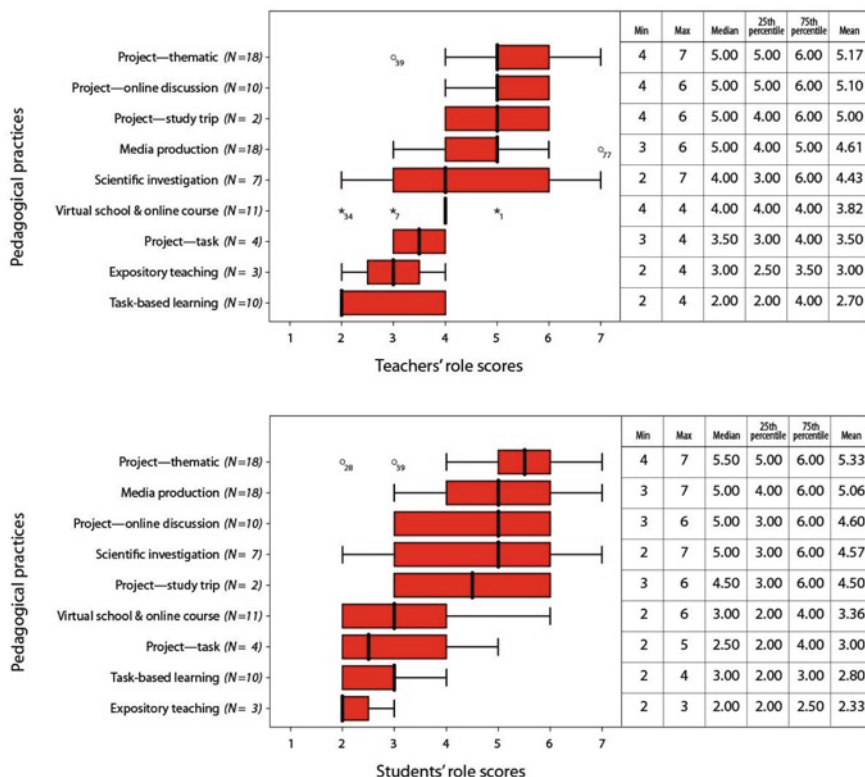 Min Max Median 25th percentile 75th percentile Mean
Pedagogical practices
Project—thematic (N=18) 39 4 7 5.00 5.00 6.00 5.17
Project—online discussion (N=10) 4 6 5.00 5.00 6.00 5.10
Project—study trip (N= 2) 4 6 5.00 4.00 6.00 5.00
Media production (N=18) 77 3 6 5.00 4.00 5.00 4.61
Scientific investigation (N= 7) 2 7 4.00 3.00 6.00 4.43
Virtual school & online course (N=11) *34 *7 *1 4 4 4.00 4.00 4.00 3.82
Project—task (N= 4) 3 4 3.50 3.00 4.00 3.50
Expository teaching (N= 3) 2 4 3.00 2.50 3.50 3.00
Task-based learning (N=10) 2 4 2.00 2.00 4.00 2.70
1 2 3 4 5 6 7
Teachers' role scores
Min Max Median 25th percentile 75th percentile Mean
Pedagogical practices
Project—thematic (N=18) 28 39 4 7 5.50 5.00 6.00 5.33
Media production (N=18) 3 7 5.00 4.00 6.00 5.06
Project—online discussion (N=10) 3 6 5.00 3.00 6.00 4.60
Scientific investigation (N= 7) 2 7 5.00 3.00 6.00 4.57
Project—study trip (N= 2) 3 6 4.50 3.00 6.00 4.50
Virtual school & online course (N=11) 2 6 3.00 2.00 4.00 3.36
Project—task (N= 4) 2 5 2.50 2.00 4.00 3.00
Task-based learning (N=10) 2 4 3.00 2.00 3.00 2.80
Expository teaching (N= 3) 2 3 2.00 2.00 2.50 2.33
1 2 3 4 5 6 7
Students' role scores